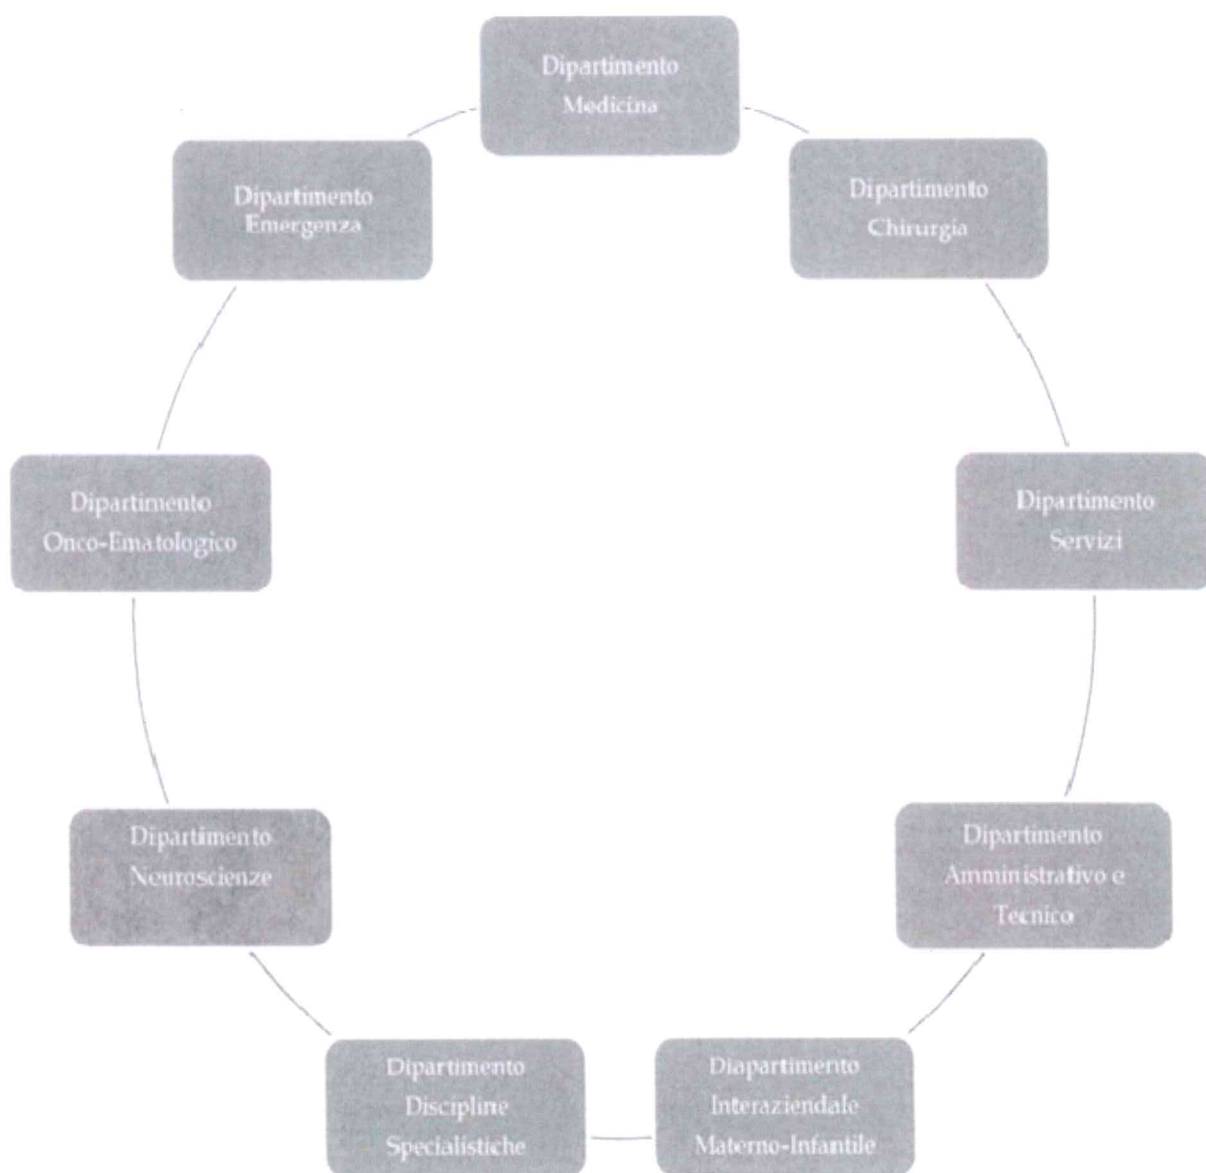 Dipartimento
Medicina
Dipartimento
Chirurgia
Dipartimento
Servizi
Dipartimento
Amministrativo e
Tecnico
Diapartimento
Interaziendale
Materno-Infantile
Dipartimento
Discipline
Specialistiche
Dipartimento
Neuroscienze
Dipartimento
Onco-Ematologico
Dipartimento
Emergenza